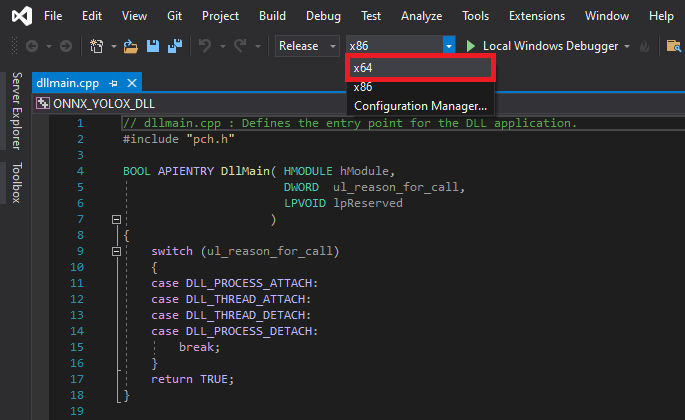 File Edit View Git Project Build Debug Test Analyze Tools Extensions Window Help
Release x86 Local Windows Debugger
x64
x86
Configuration Manager...
Server Explorer
Toolbox
dllmain.cpp
ONNX_YOLOX_DLL
1 // dllmain.cpp : Defines the entry point for the DLL application.
2 #include "pch.h"
3
4 BOOL APIENTRY DllMain( HMODULE hModule,
5 DWORD ul_reason_for_call,
6 LPVOID lpReserved
7 )
8 {
9 switch (ul_reason_for_call)
10 {
11 case DLL_PROCESS_ATTACH:
12 case DLL_THREAD_ATTACH:
13 case DLL_THREAD_DETACH:
14 case DLL_PROCESS_DETACH:
15 break;
16 }
17 return TRUE;
18 }
19